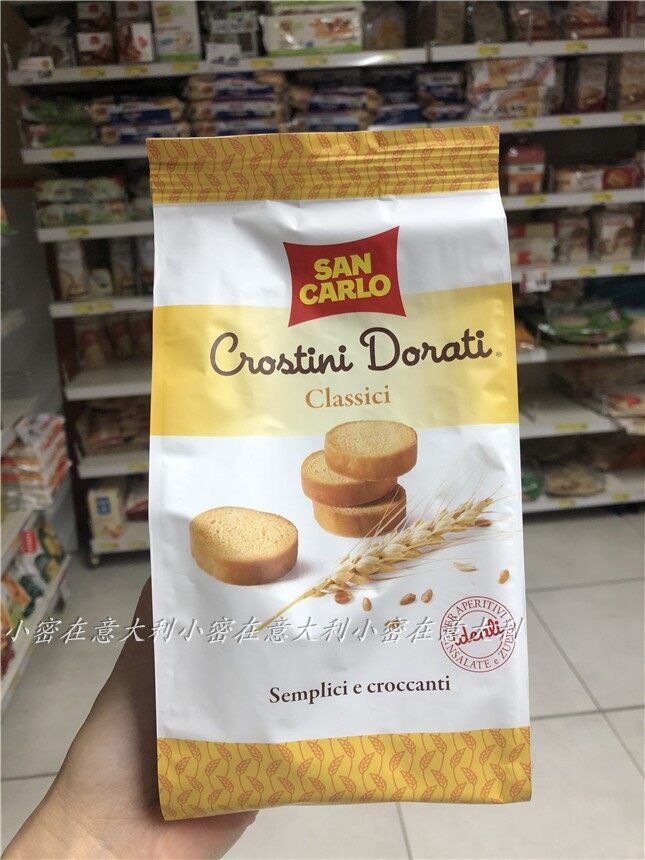 SAN
CARLO
Crostini Dorati®
Classici
PER APERITIVI
ideali
INSALATE e ZUPPE
小密在意大利小密在意大利小密在意大利
Semplici e croccanti